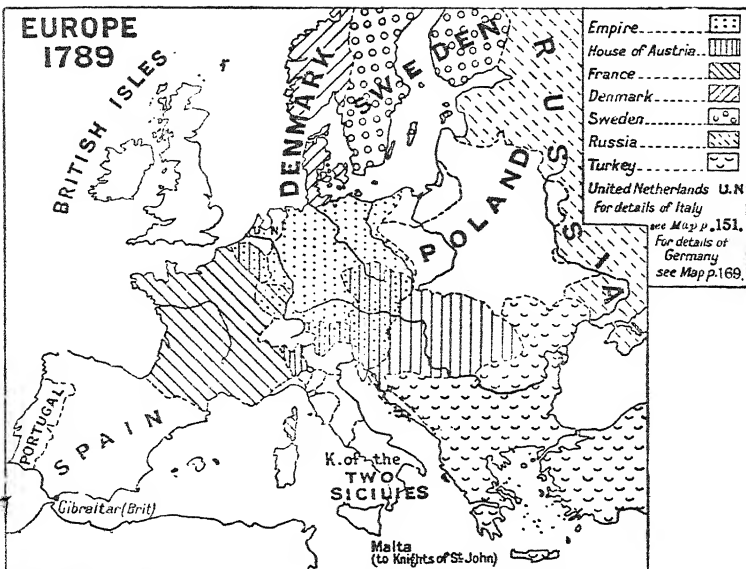 EUROPE
1789
BRITISH ISLES
DENMARK
SWEDEN
RUSSIA
POLAND
U.N.
PORTUGAL
SPAIN
Gibraltar (Brit)
K. of the
TWO
SICILIES
Malta
(to Knights of St John)
Empire
House of Austria
France
Denmark
Sweden
Russia
Turkey
United Netherlands U.N
For details of Italy
see Map p.151.
For details of
Germany
see Map p.169.